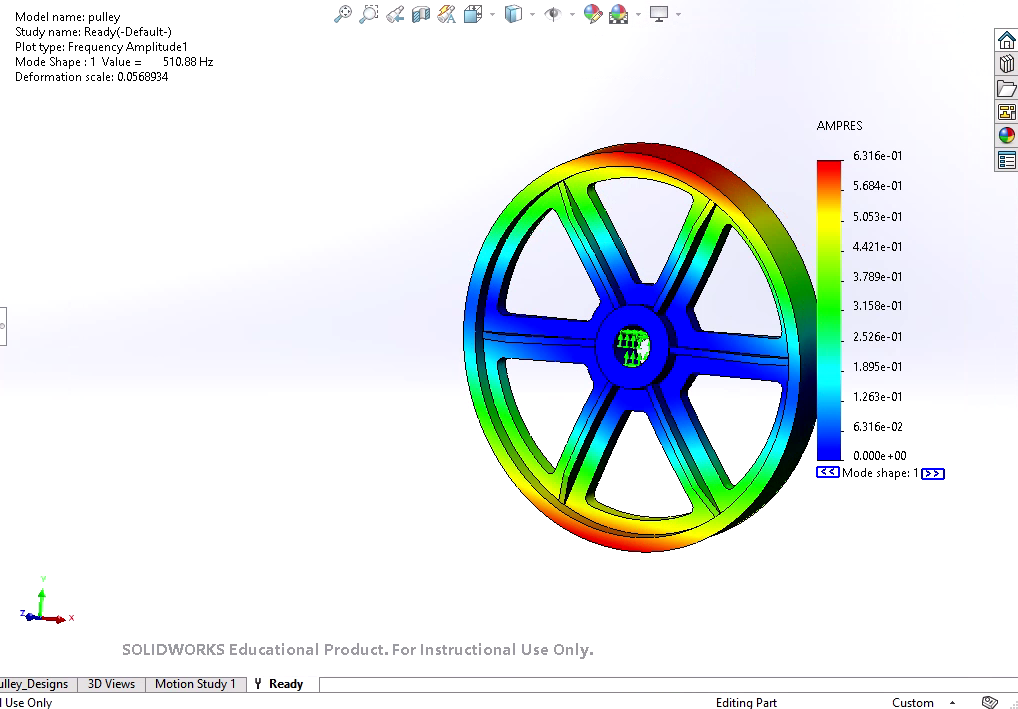 Model name: pulley
Study name: Ready(-Default-)
Plot type: Frequency Amplitude1
Mode Shape : 1 Value = 510.88 Hz
Deformation scale: 0.0568934
AMPRES
6.316e-01
5.684e-01
5.053e-01
4.421e-01
3.789e-01
3.158e-01
2.526e-01
1.895e-01
1.263e-01
6.316e-02
0.000e+00
<< Mode shape: 1 >>
Y
Z
X
SOLIDWORKS Educational Product. For Instructional Use Only.
ulley_Designs 3D Views Motion Study 1 Ready
l Use Only Editing Part Custom